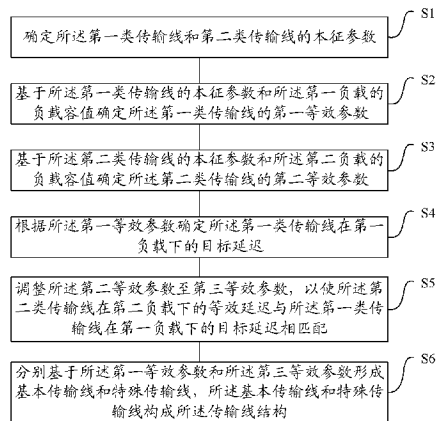 S1
确定所述第一类传输线和第二类传输线的本征参数
S2
基于所述第一类传输线的本征参数和所述第一负载的
负载容值确定所述第一类传输线的第一等效参数
S3
基于所述第二类传输线的本征参数和所述第二负载的
负载容值确定所述第二类传输线的第二等效参数
S4
根据所述第一等效参数确定所述第一类传输线在第一
负载下的目标延迟
S5
调整所述第二等效参数至第三等效参数，以使所述第
二类传输线在第二负载下的等效延迟与所述第一类传
输线在第一负载下的目标延迟相匹配
S6
分别基于所述第一等效参数和所述第三等效参数形成
基本传输线和特殊传输线，所述基本传输线和特殊传
输线构成所述传输线结构